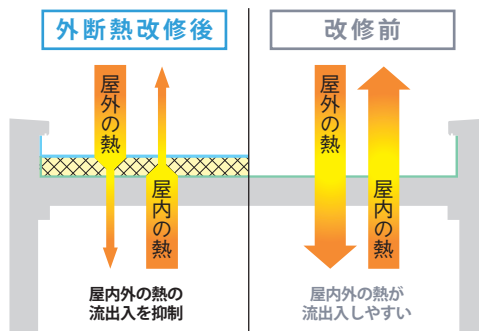 外断熱改修後
屋外の熱
屋内の熱
屋内外の熱の
流出入を抑制
改修前
屋外の熱
屋内の熱
屋内外の熱が
流出入しやすい